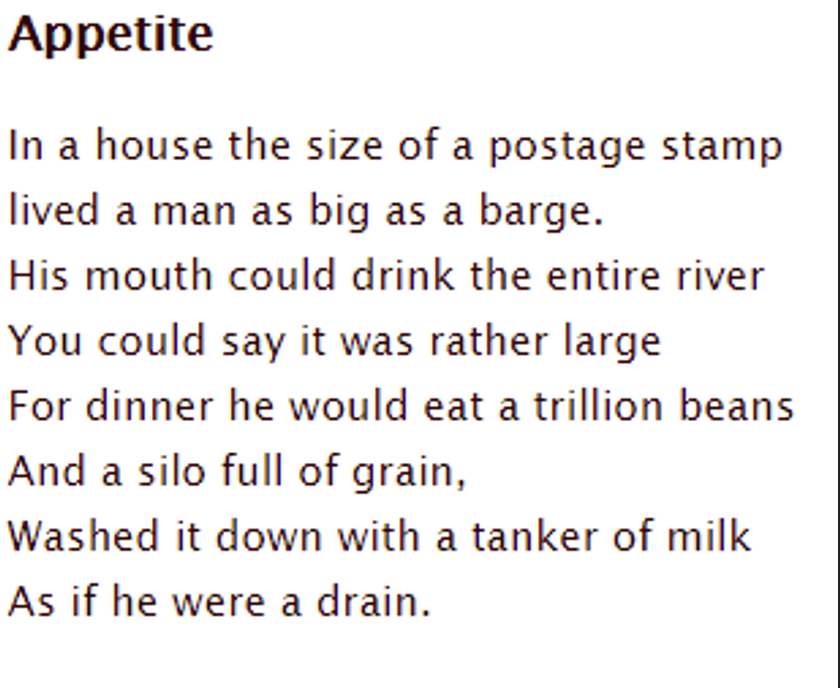 Appetite
In a house the size of a postage stamp
lived a man as big as a barge.
His mouth could drink the entire river
You could say it was rather large
For dinner he would eat a trillion beans
And a silo full of grain,
Washed it down with a tanker of milk
As if he were a drain.